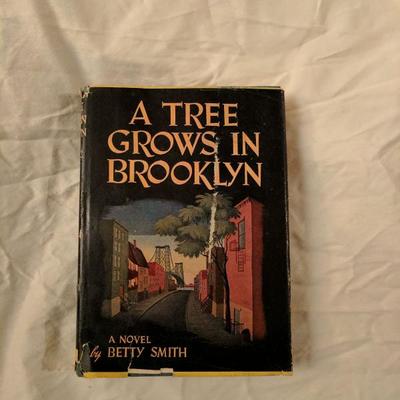 A TREE
GROWS IN
BROOKLYN
A NOVEL
by BETTY SMITH